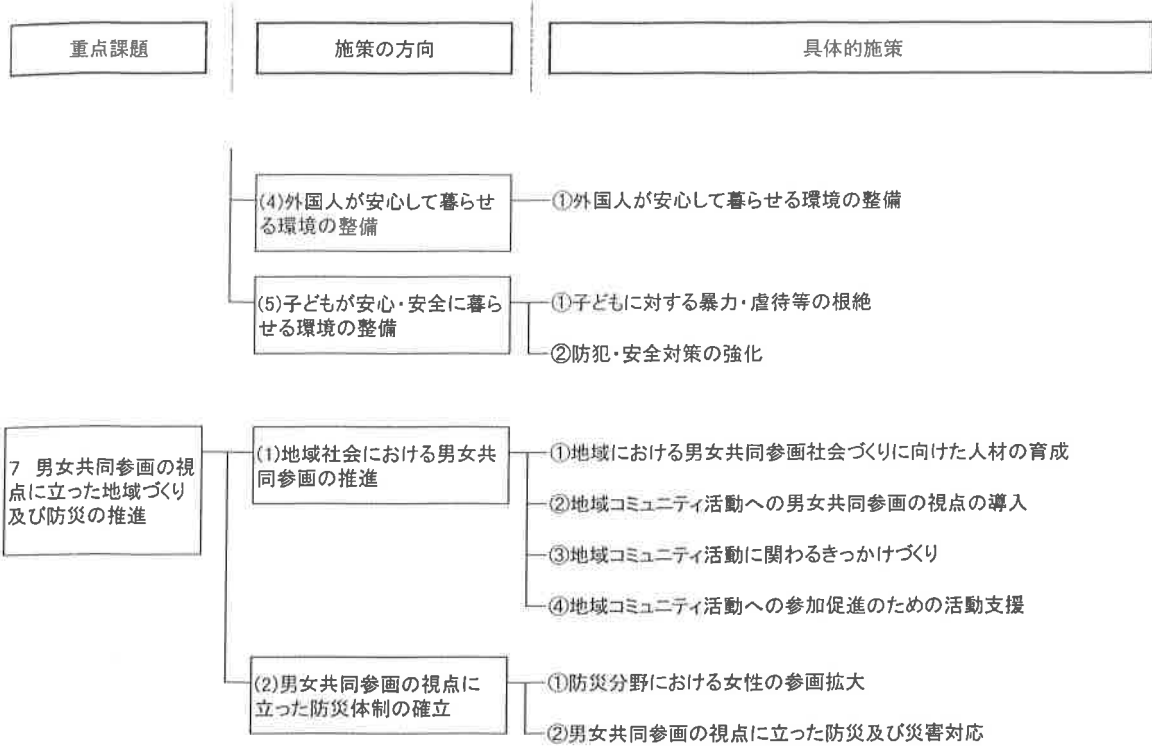 重点課題
施策の方向
具体的施策
(4)外国人が安心して暮らせ
る環境の整備
①外国人が安心して暮らせる環境の整備
(5)子どもが安心・安全に暮ら
せる環境の整備
①子どもに対する暴力・虐待等の根絶
②防犯・安全対策の強化
7 男女共同参画の視
点に立った地域づくり
及び防災の推進
(1)地域社会における男女共
同参画の推進
①地域における男女共同参画社会づくりに向けた人材の育成
②地域コミュニティ活動への男女共同参画の視点の導入
③地域コミュニティ活動に関わるきっかけづくり
④地域コミュニティ活動への参加促進のための活動支援
(2)男女共同参画の視点に
立った防災体制の確立
①防災分野における女性の参画拡大
②男女共同参画の視点に立った防災及び災害対応